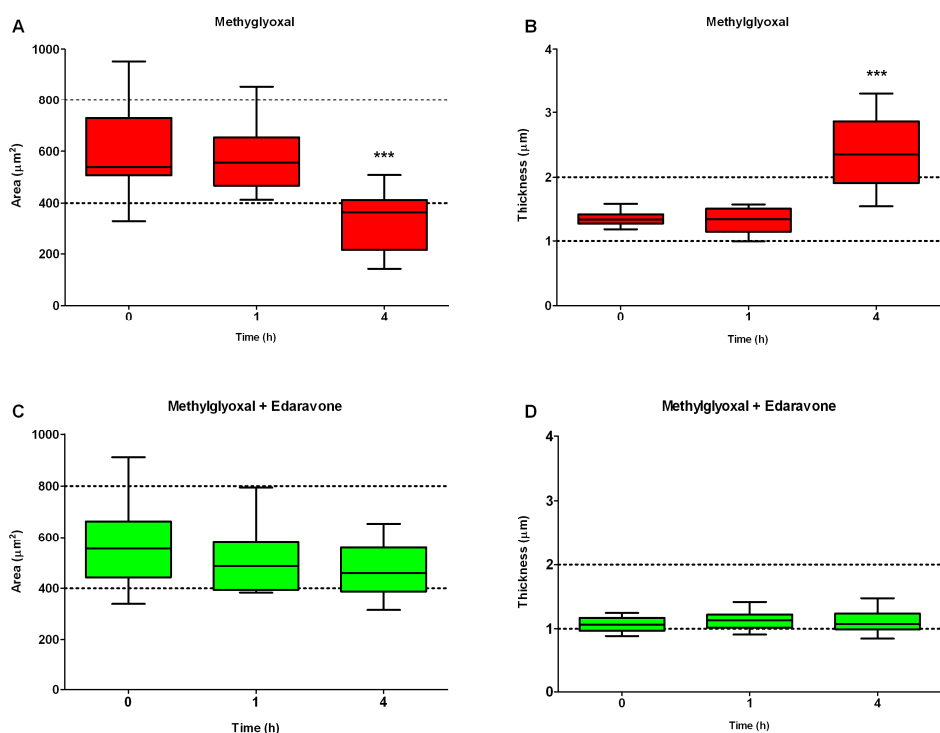 A
Methyglyoxal
1000
800
600
400
200
0
Area (μm²)
***
0 1 4
Time (h)
B
Methylglyoxal
4
3
2
1
0
Thickness (μm)
***
0 1 4
Time (h)
C
Methylglyoxal + Edaravone
1000
800
600
400
200
0
Area (μm²)
0 1 4
Time (h)
D
Methylglyoxal + Edaravone
4
3
2
1
0
Thickness (μm)
0 1 4
Time (h)